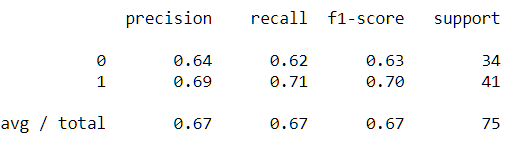 precision recall f1-score support
0 0.64 0.62 0.63 34
1 0.69 0.71 0.70 41
avg / total 0.67 0.67 0.67 75